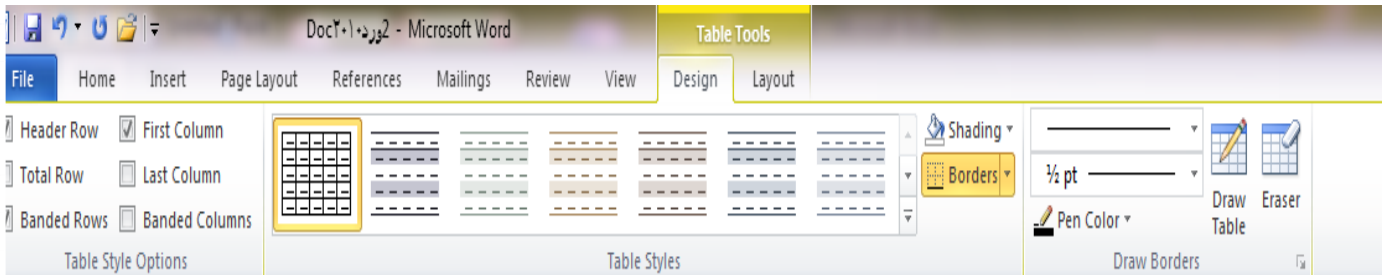 Doc2ورد۲۰۱۰ - Microsoft Word
Table Tools
File Home Insert Page Layout References Mailings Review View Design Layout
Header Row First Column
Total Row Last Column
Banded Rows Banded Columns
Table Style Options
Table Styles
Shading
Borders
½ pt
Pen Color
Draw Table
Eraser
Draw Borders